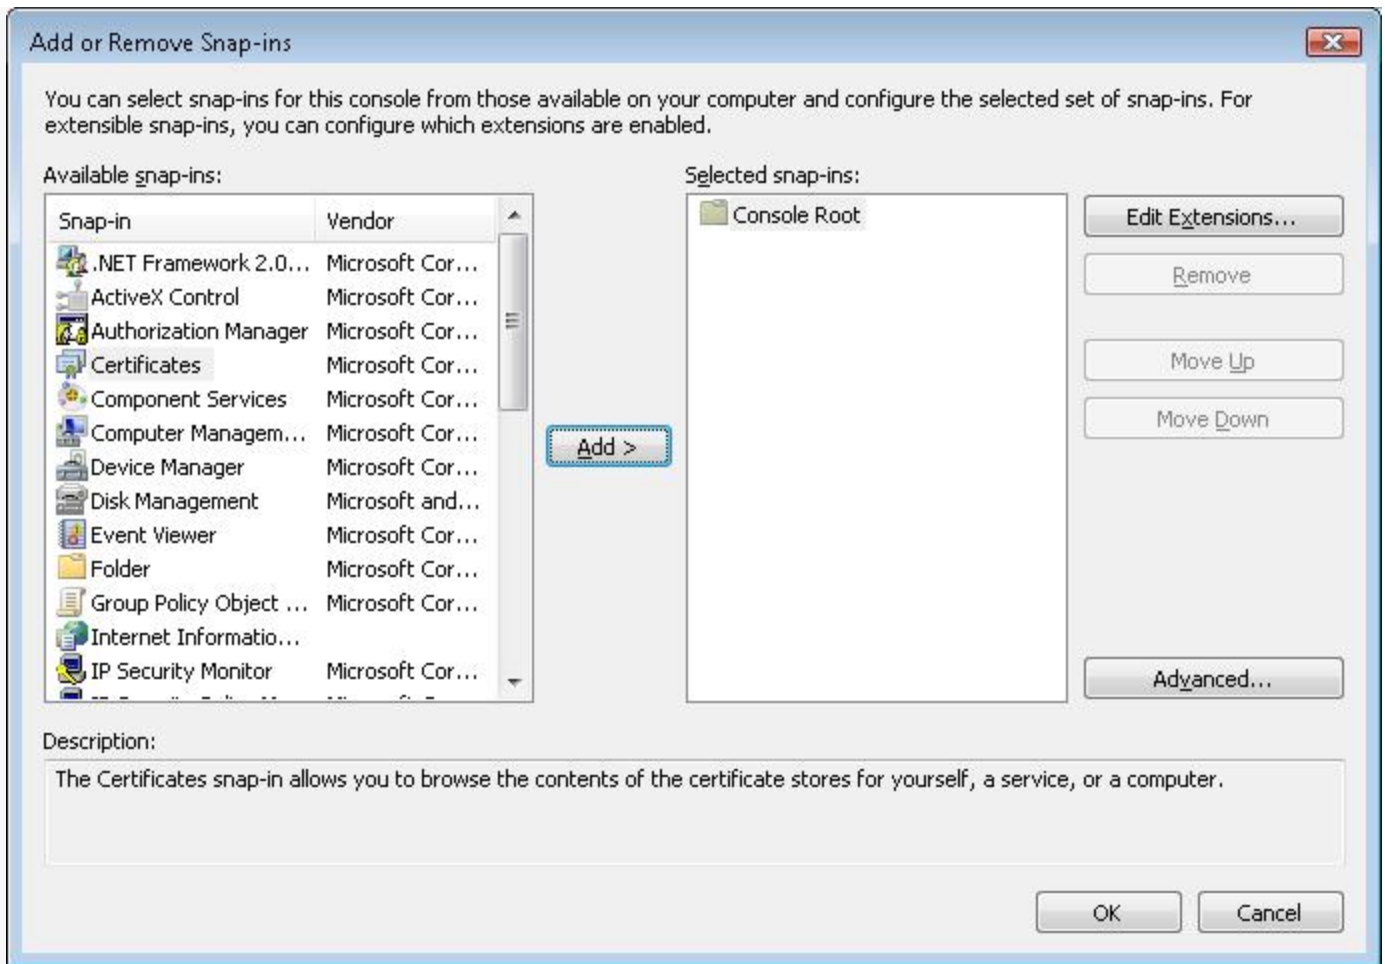 Add or Remove Snap-ins
You can select snap-ins for this console from those available on your computer and configure the selected set of snap-ins. For
extensible snap-ins, you can configure which extensions are enabled.
Available snap-ins:
Snap-in Vendor
.NET Framework 2.0... Microsoft Cor...
ActiveX Control Microsoft Cor...
Authorization Manager Microsoft Cor...
Certificates Microsoft Cor...
Component Services Microsoft Cor...
Computer Managem... Microsoft Cor...
Device Manager Microsoft Cor...
Disk Management Microsoft and...
Event Viewer Microsoft Cor...
Folder Microsoft Cor...
Group Policy Object ... Microsoft Cor...
Internet Informatio...
IP Security Monitor Microsoft Cor...
Add >
Selected snap-ins:
Console Root
Edit Extensions...
Remove
Move Up
Move Down
Advanced...
Description:
The Certificates snap-in allows you to browse the contents of the certificate stores for yourself, a service, or a computer.
OK Cancel